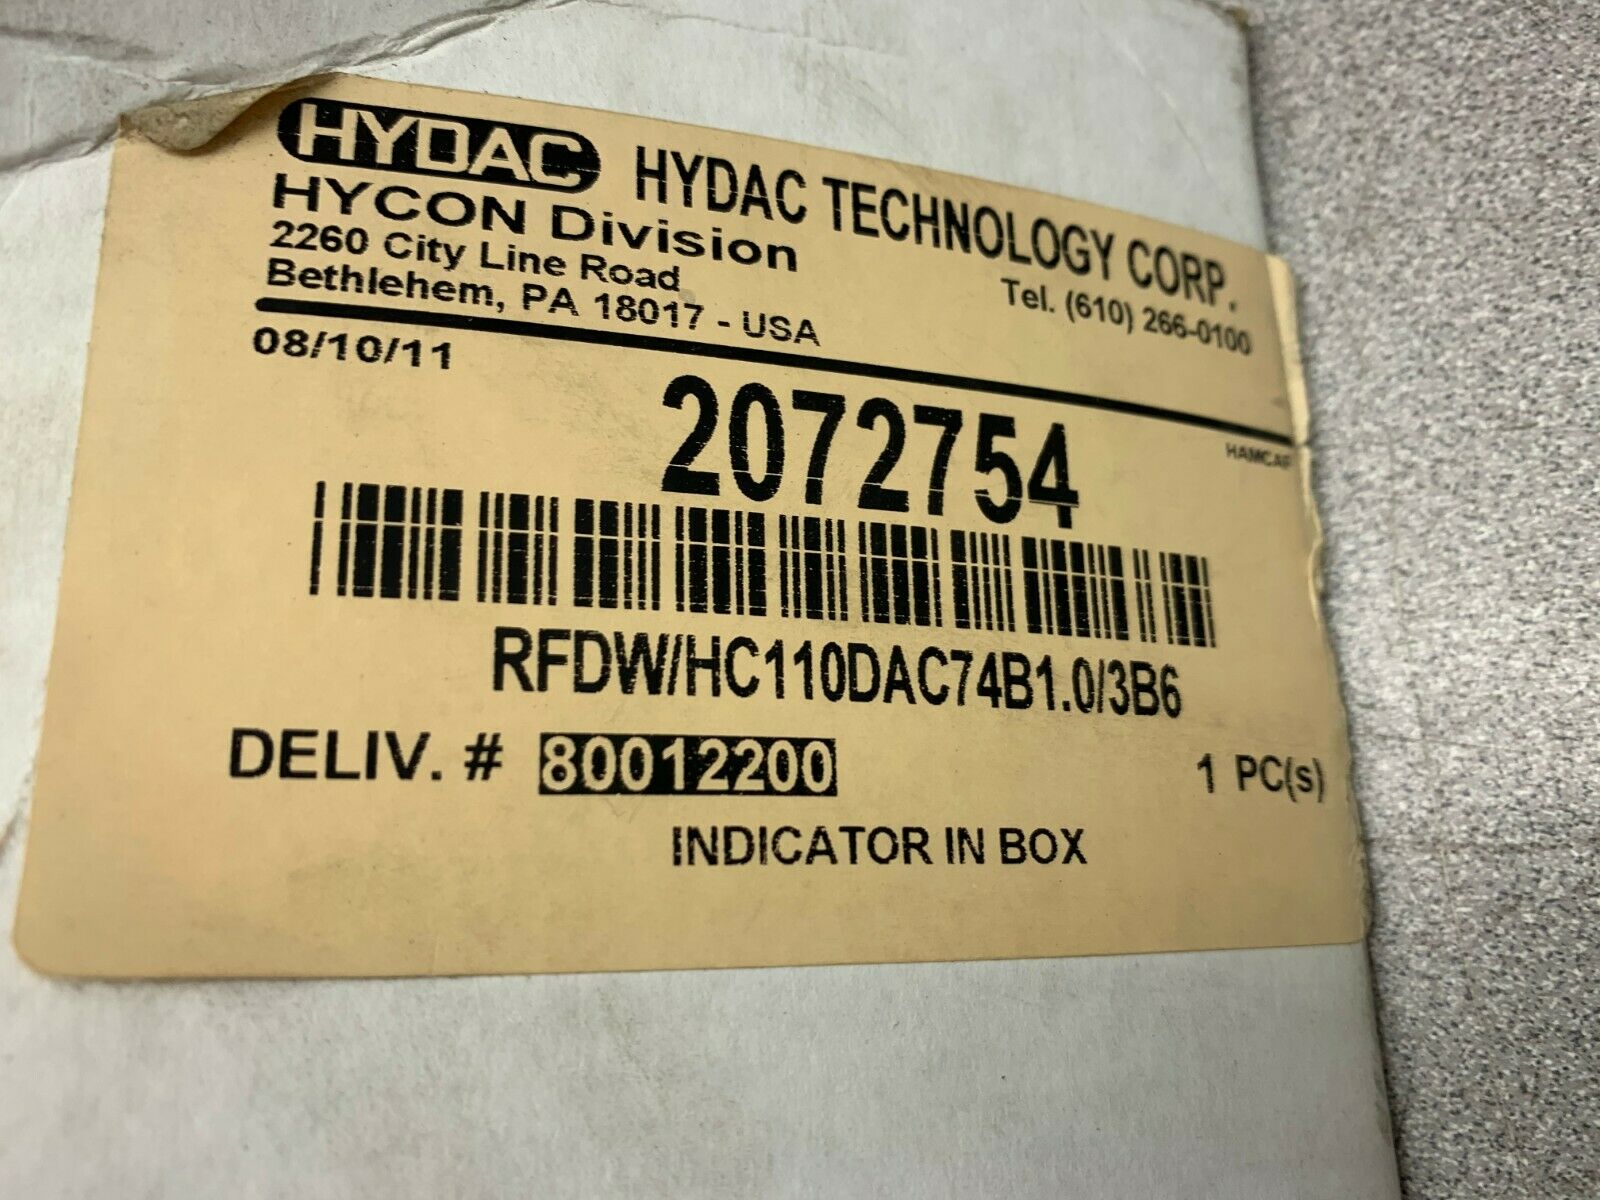 HYDAC HYDAC TECHNOLOGY CORP.
HYCON Division
2260 City Line Road Tel. (610) 266-0100
Bethlehem, PA 18017 - USA
08/10/11
2072754
RFDW/HC110DAC74B1.0/3B6
DELIV. # 80012200 1 PC(s)
INDICATOR IN BOX